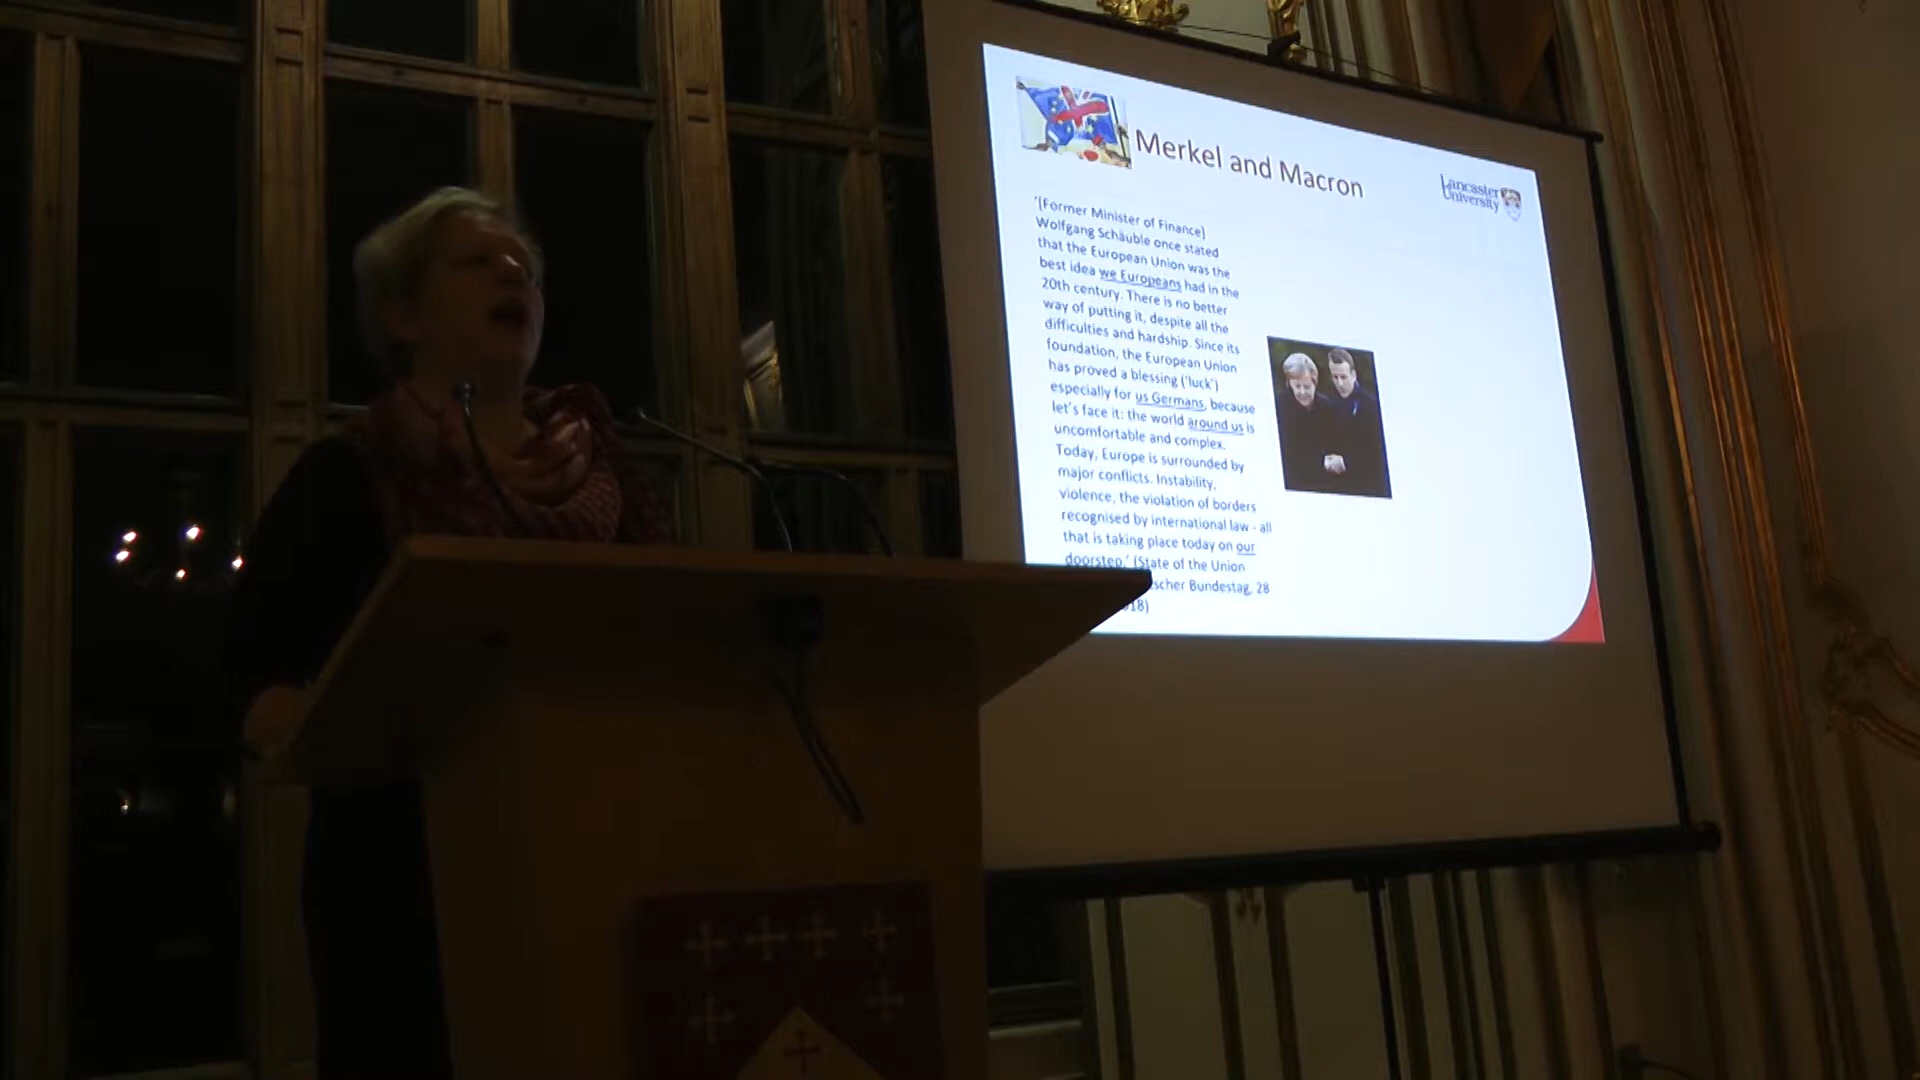 Merkel and Macron
Lancaster
University
'[Former Minister of Finance]
Wolfgang Schäuble once stated
that the European Union was the
best idea we Europeans had in the
20th century. There is no better
way of putting it, despite all the
difficulties and hardship. Since its
foundation, the European Union
has proved a blessing ('luck')
especially for us Germans, because
let's face it: the world around us is
uncomfortable and complex.
Today, Europe is surrounded by
major conflicts. Instability,
violence, the violation of borders
recognised by international law - all
that is taking place today on our
doorstep.' (State of the Union
escher Bundestag, 28
18)